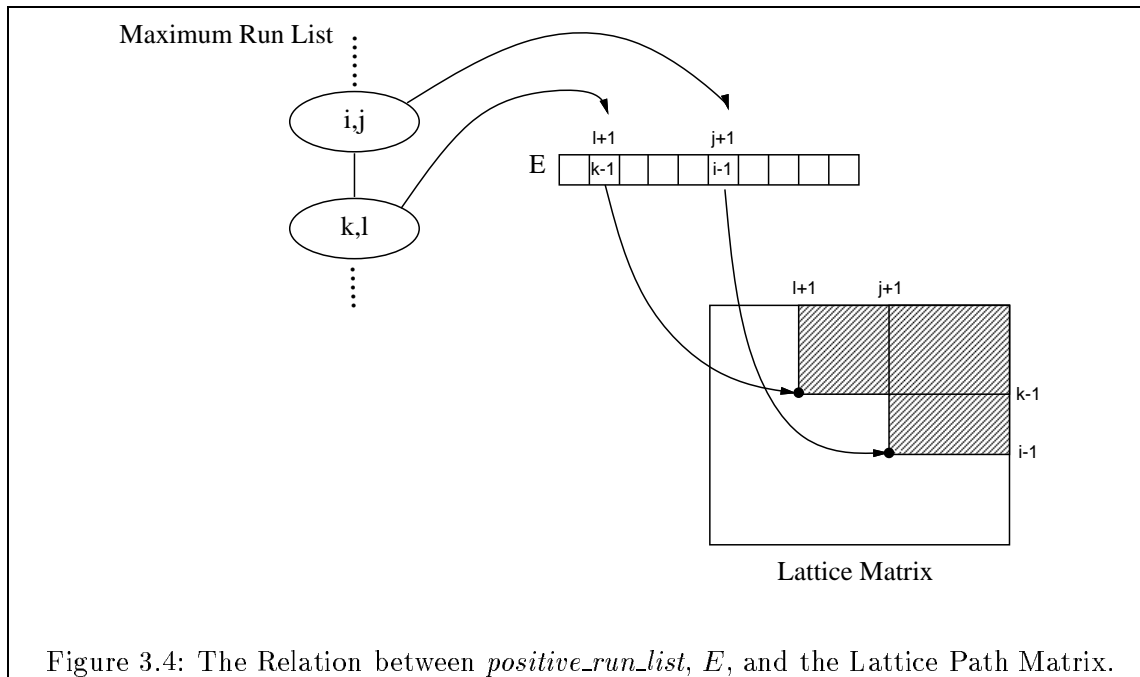 Maximum Run List
i,j
k,l
l+1 j+1
E k-1 i-1
l+1 j+1
k-1
i-1
Lattice Matrix
Figure 3.4: The Relation between positive_run_list, E, and the Lattice Path Matrix.